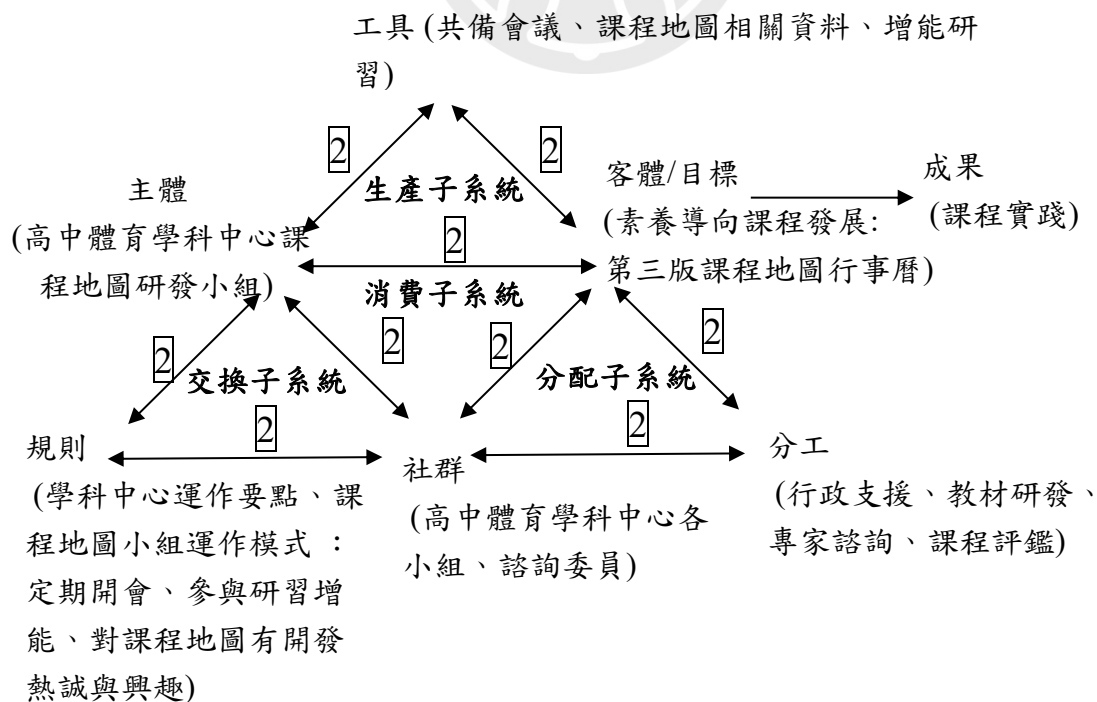 工具 (共備會議、課程地圖相關資料、增能研
習)
2
2
生產子系統
主體
(高中體育學科中心課
程地圖研發小組)
客體/目標
(素養導向課程發展:
第三版課程地圖行事曆)
成果
(課程實踐)
2
消費子系統
2
2
2
2
交換子系統
分配子系統
2
2
規則
(學科中心運作要點、課
程地圖小組運作模式 :
定期開會、參與研習增
能、對課程地圖有開發
熱誠與興趣)
社群
(高中體育學科中心各
小組、諮詢委員)
分工
(行政支援、教材研發、
專家諮詢、課程評鑑)